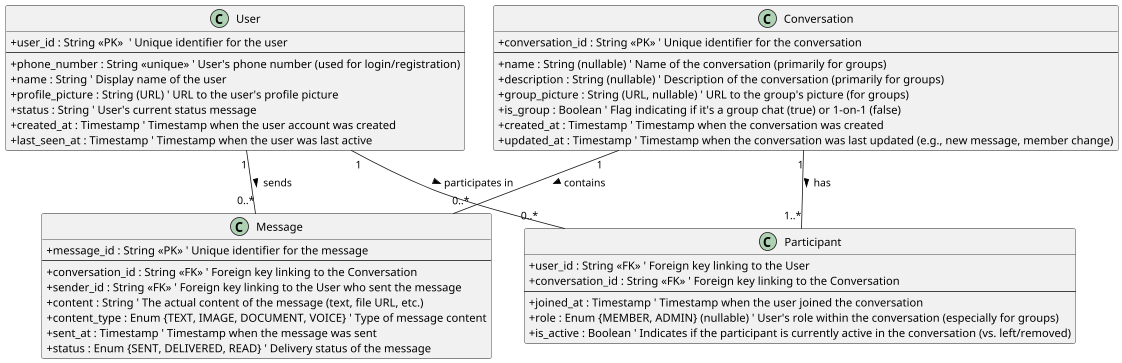 C User
+user_id : String «PK»  ' Unique identifier for the user
+phone_number : String «unique» ' User's phone number (used for login/registration)
+name : String ' Display name of the user
+profile_picture : String (URL) ' URL to the user's profile picture
+status : String ' User's current status message
+created_at : Timestamp ' Timestamp when the user account was created
+last_seen_at : Timestamp ' Timestamp when the user was last active
C Conversation
+conversation_id : String «PK» ' Unique identifier for the conversation
+name : String (nullable) ' Name of the conversation (primarily for groups)
+description : String (nullable) ' Description of the conversation (primarily for groups)
+group_picture : String (URL, nullable) ' URL to the group's picture (for groups)
+is_group : Boolean ' Flag indicating if it's a group chat (true) or 1-on-1 (false)
+created_at : Timestamp ' Timestamp when the conversation was created
+updated_at : Timestamp ' Timestamp when the conversation was last updated (e.g., new message, member change)
1
1
1
1
sends
participates in
contains
has
0..*
0..*
0..*
1..*
C Message
+message_id : String «PK» ' Unique identifier for the message
+conversation_id : String «FK» ' Foreign key linking to the Conversation
+sender_id : String «FK» ' Foreign key linking to the User who sent the message
+content : String ' The actual content of the message (text, file URL, etc.)
+content_type : Enum {TEXT, IMAGE, DOCUMENT, VOICE} ' Type of message content
+sent_at : Timestamp ' Timestamp when the message was sent
+status : Enum {SENT, DELIVERED, READ} ' Delivery status of the message
C Participant
+user_id : String «FK» ' Foreign key linking to the User
+conversation_id : String «FK» ' Foreign key linking to the Conversation
+joined_at : Timestamp ' Timestamp when the user joined the conversation
+role : Enum {MEMBER, ADMIN} (nullable) ' User's role within the conversation (especially for groups)
+is_active : Boolean ' Indicates if the participant is currently active in the conversation (vs. left/removed)